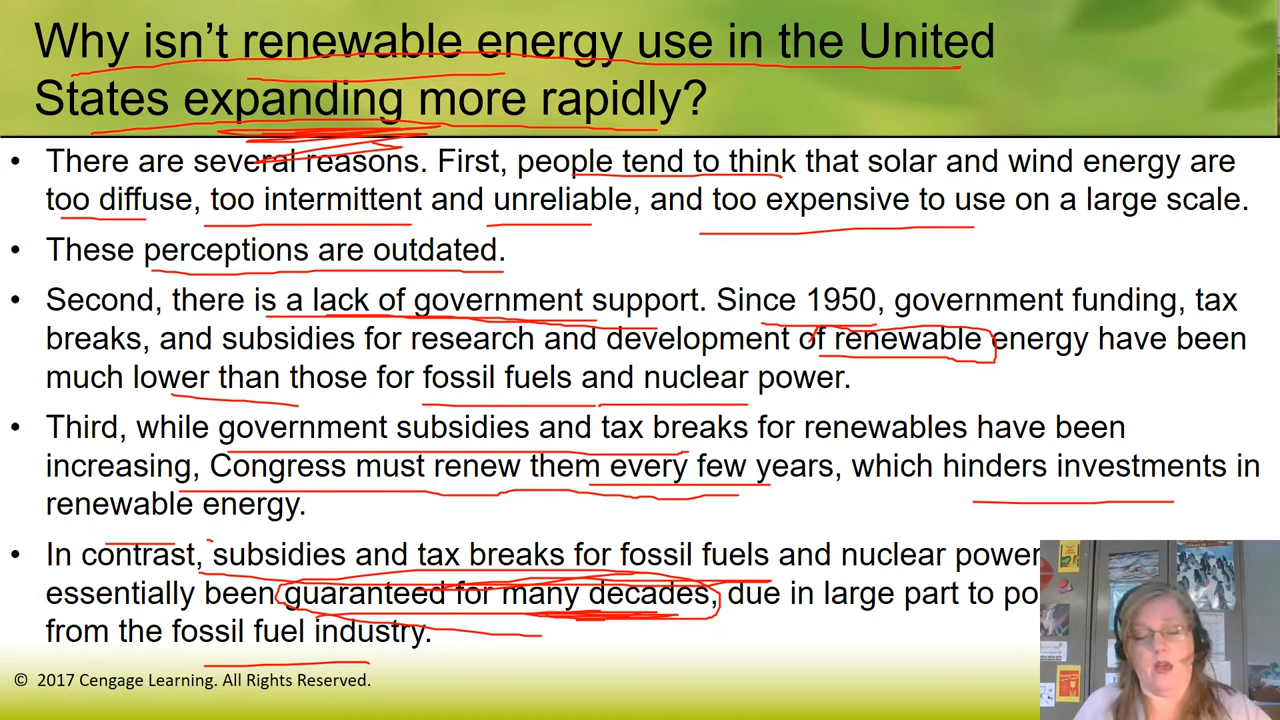 Why isn't renewable energy use in the United
States expanding more rapidly?
• There are several reasons. First, people tend to think that solar and wind energy are
too diffuse, too intermittent and unreliable, and too expensive to use on a large scale.
• These perceptions are outdated.
• Second, there is a lack of government support. Since 1950, government funding, tax
breaks, and subsidies for research and development of renewable energy have been
much lower than those for fossil fuels and nuclear power.
• Third, while government subsidies and tax breaks for renewables have been
increasing, Congress must renew them every few years, which hinders investments in
renewable energy.
• In contrast, subsidies and tax breaks for fossil fuels and nuclear power
essentially been guaranteed for many decades, due in large part to po
from the fossil fuel industry.
© 2017 Cengage Learning. All Rights Reserved.